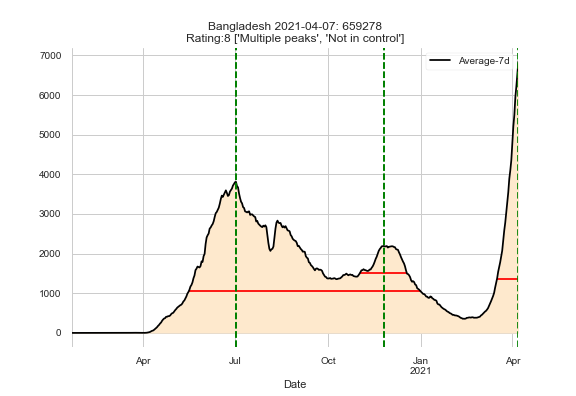 Bangladesh 2021-04-07: 659278
Rating:8 ['Multiple peaks', 'Not in control']
Average-7d
7000
6000
5000
4000
3000
2000
1000
0
Apr
Jul
Oct
Jan
2021
Apr
Date